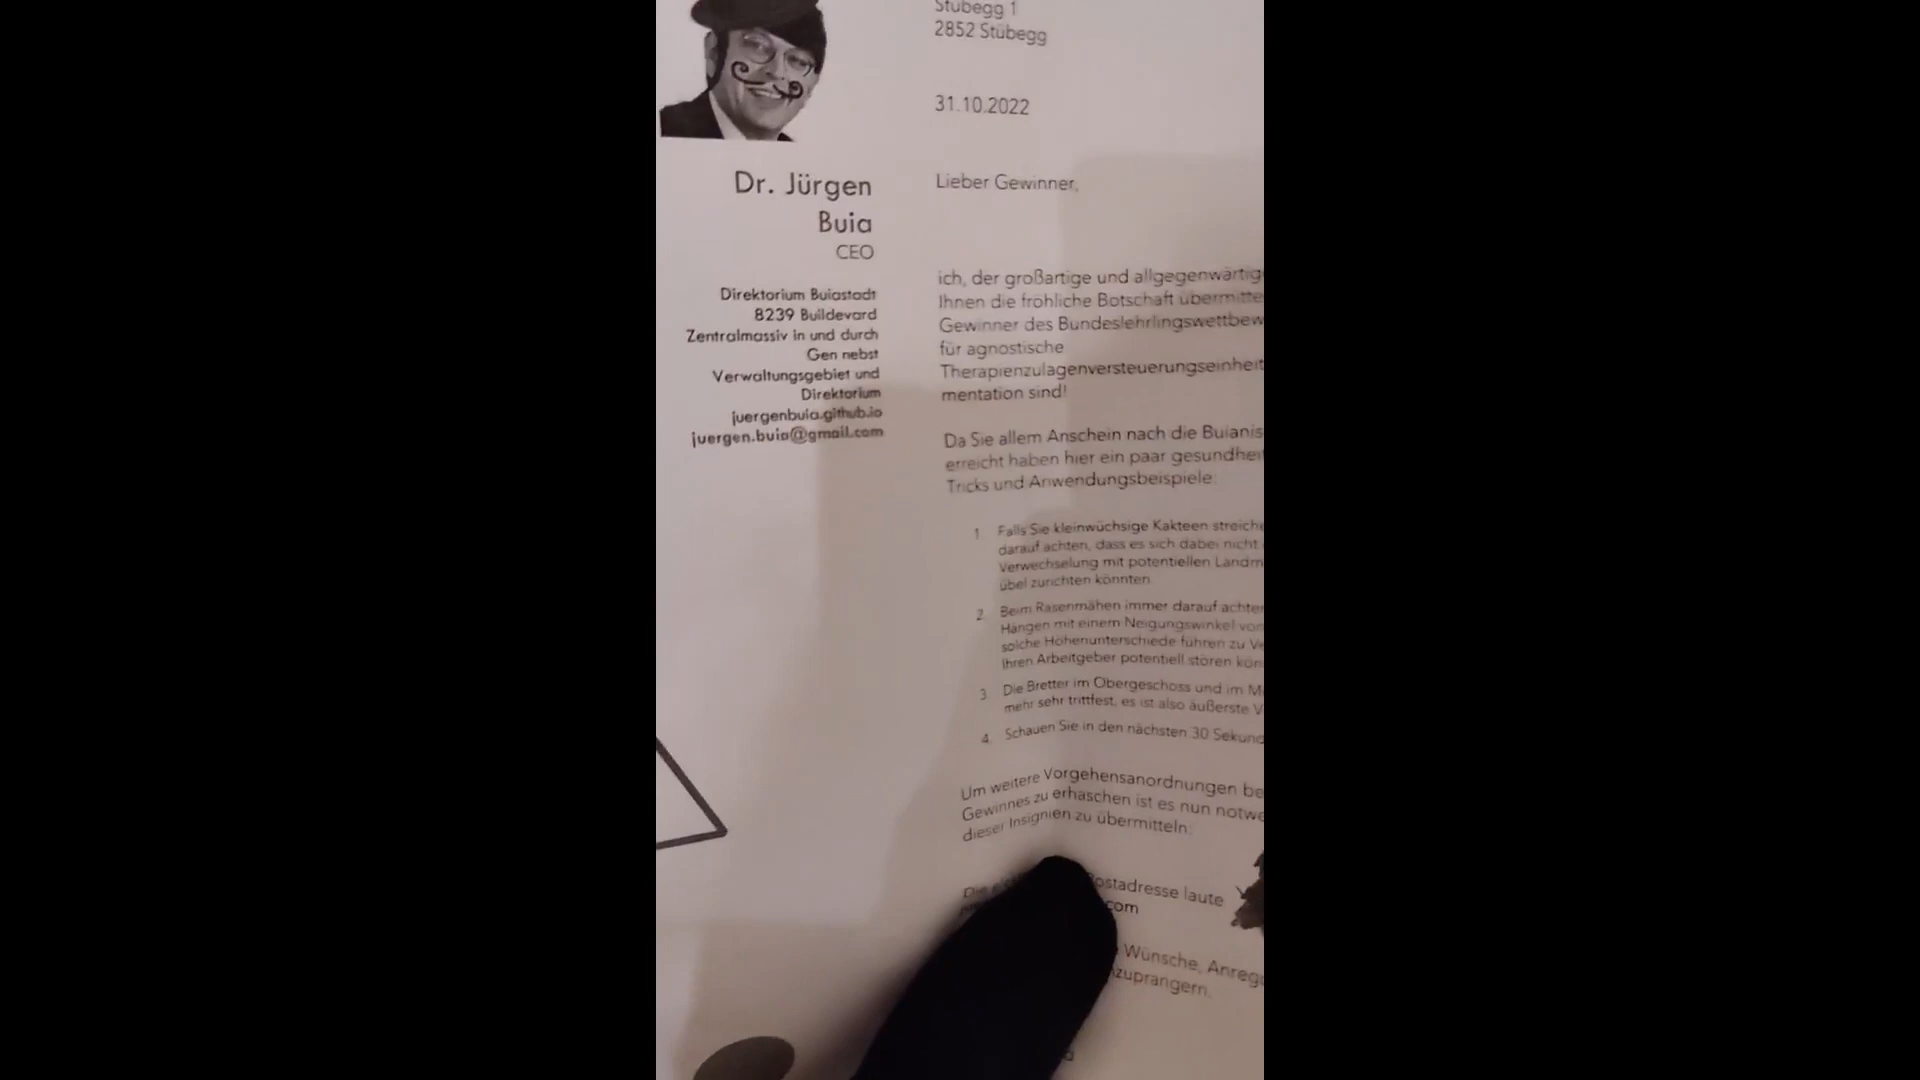 Stübegg 1
2852 Stübegg
31.10.2022
Dr. Jürgen
Buia
CEO
Direktorium Buiastadt
8239 Buildevard
Zentralmassiv in und durch
Gen nebst
Verwaltungsgebiet und
Direktorium
juergenbuia.github.io
juergen.buia@gmail.com
Lieber Gewinner,
ich, der großartige und allgegenwärtig
Ihnen die fröhliche Botschaft übermitte
Gewinner des Bundeslehrlingswettbew
für agnostische
Therapienzulagenversteuerungseinheit
mentation sind!
Da Sie allem Anschein nach die Buianis
erreicht haben hier ein paar gesundhei
Tricks und Anwendungsbeispiele:
1. Falls Sie kleinwüchsige Kakteen streiche
darauf achten, dass es sich dabei nicht
Verwechselung mit potentiellen Landm
übel zurichten könnten
2. Beim Rasenmähen immer darauf achten
Hängen mit einem Neigungswinkel von
solche Höhenunterschiede führen zu Ve
Ihren Arbeitgeber potentiell stören kön
3. Die Bretter im Obergeschoss und im M
mehr sehr trittfest, es ist also äußerste V
4. Schauen Sie in den nächsten 30 Sekund
Um weitere Vorgehensanordnungen be
Gewinnes zu erhaschen ist es nun notwe
dieser Insignien zu übermitteln:
Die ostadresse laute
com
Wünsche, Anreg
zuprangern.